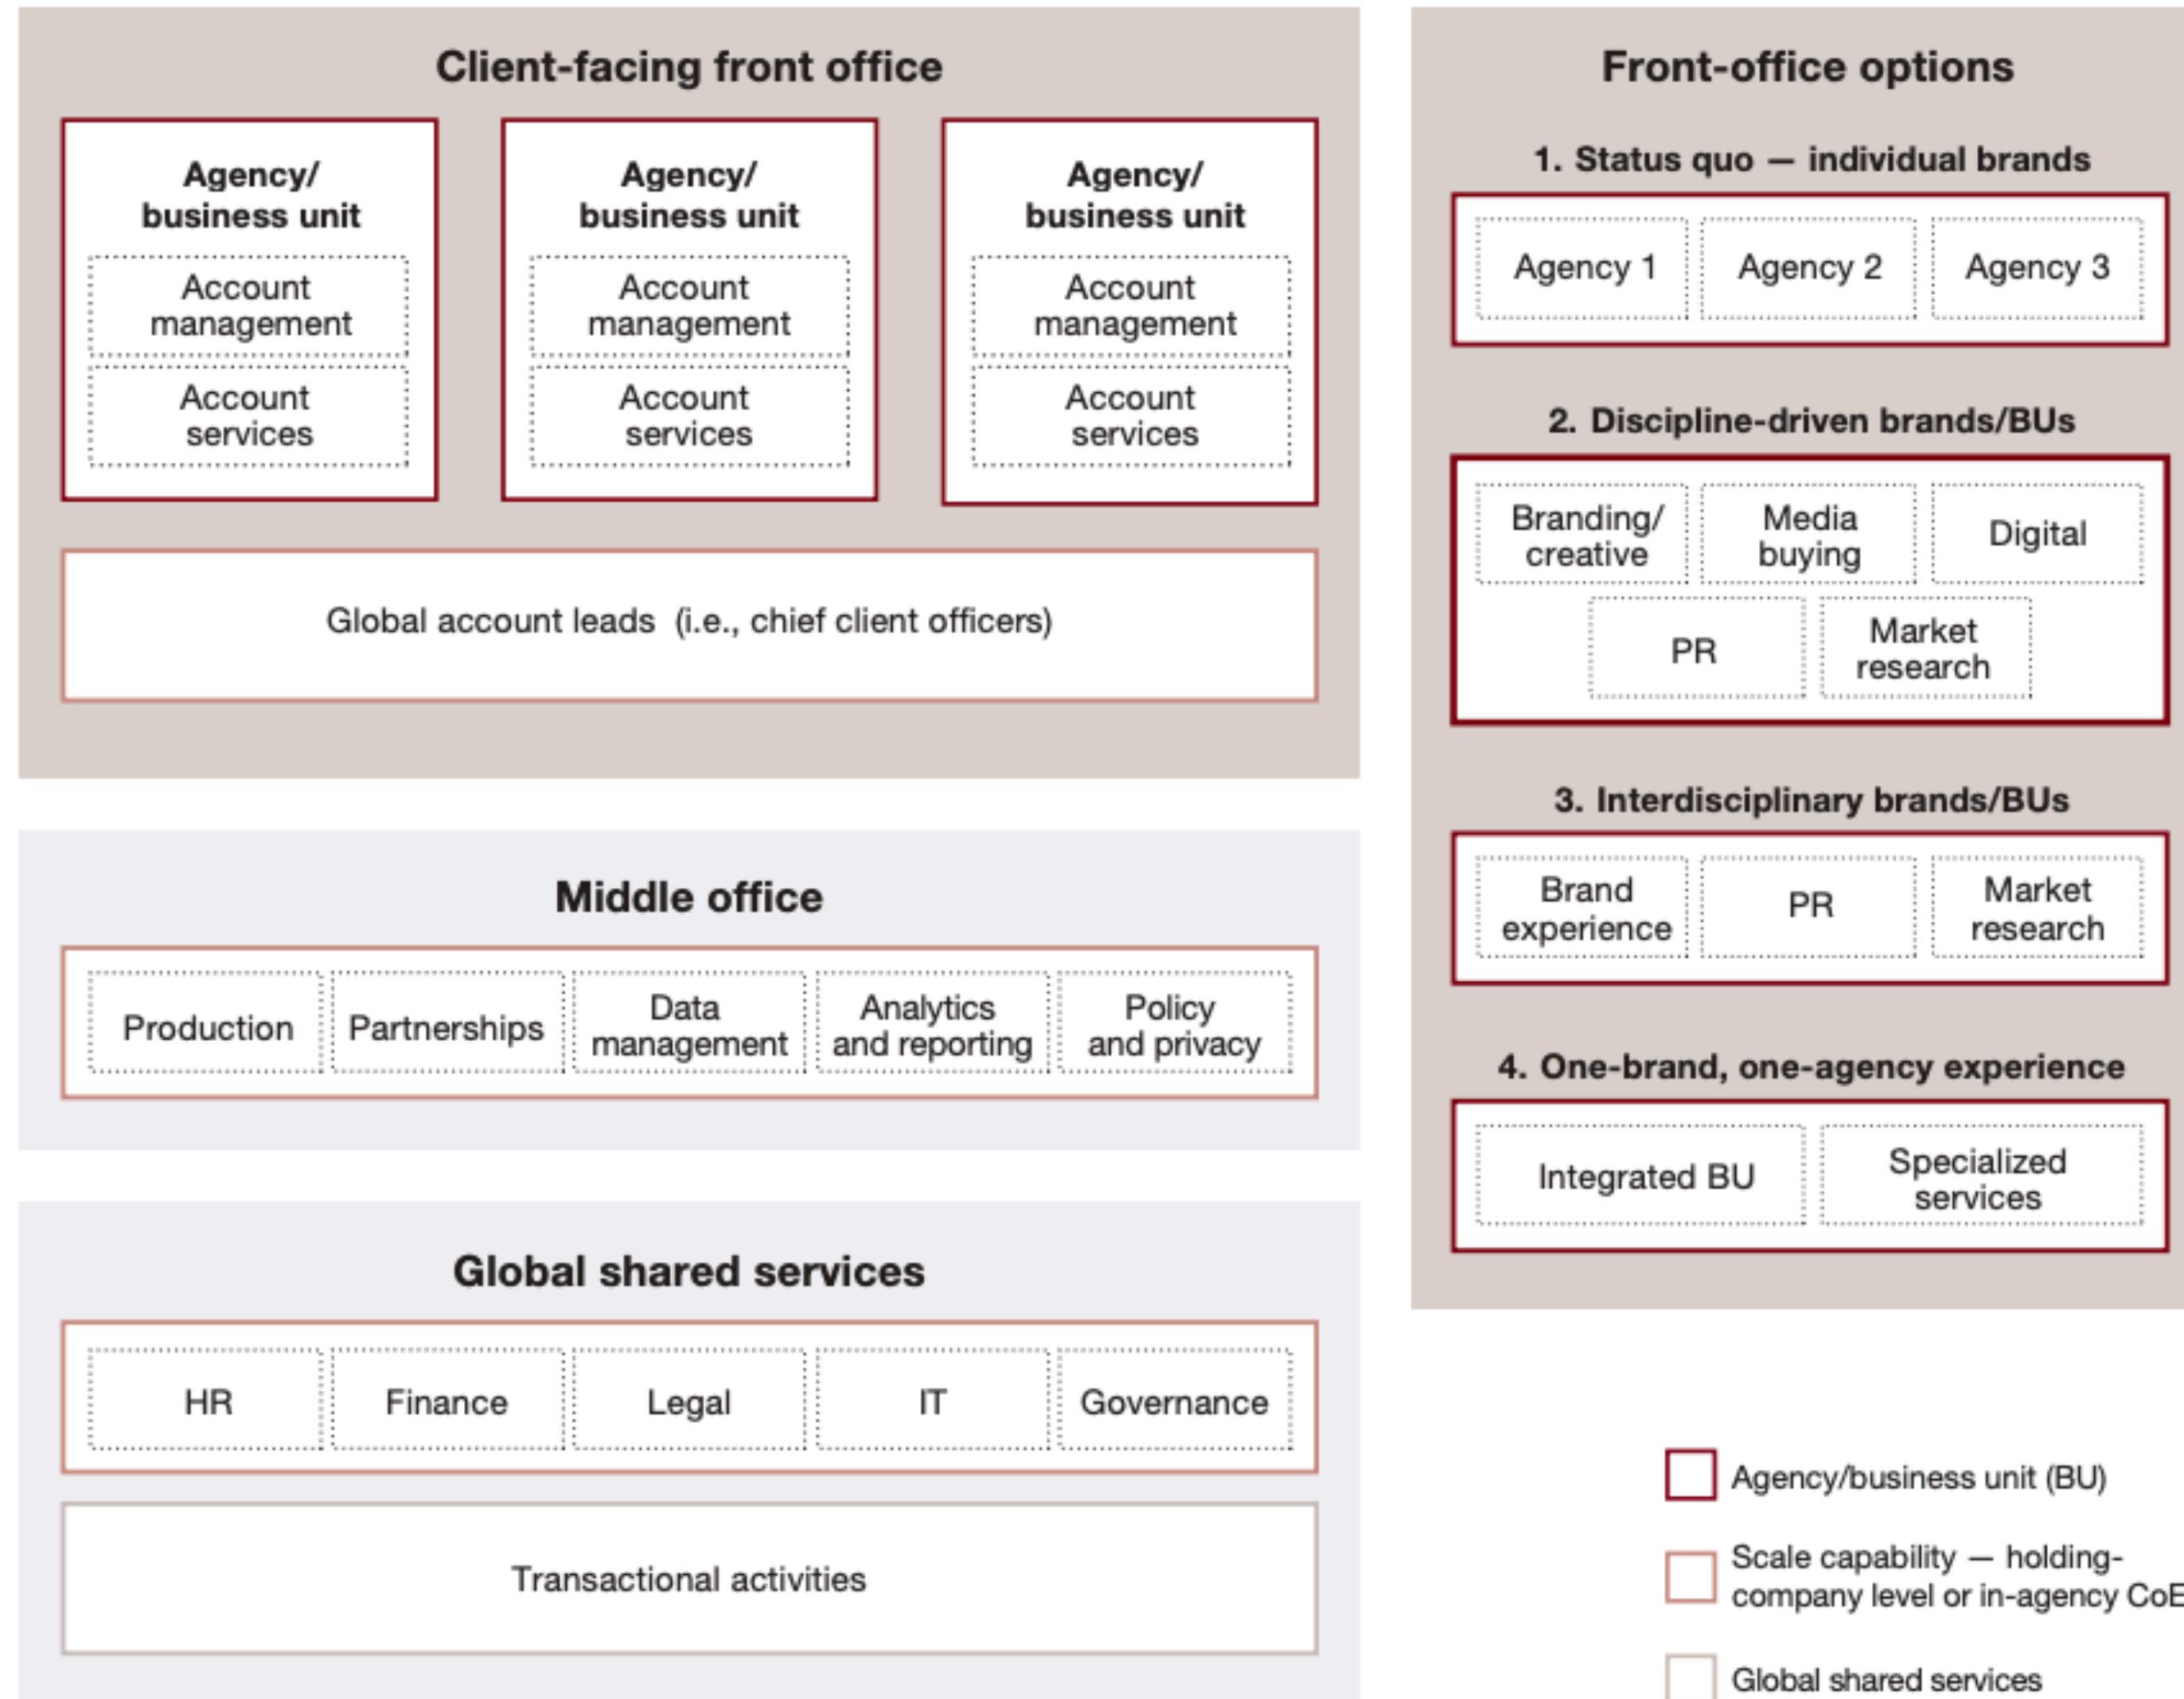 Client-facing front office
Agency/
business unit
Account
management
Account
services
Agency/
business unit
Account
management
Account
services
Agency/
business unit
Account
management
Account
services
Global account leads (i.e., chief client officers)
Middle office
Production
Partnerships
Data
management
Analytics
and reporting
Policy
and privacy
Global shared services
HR
Finance
Legal
IT
Governance
Transactional activities
Front-office options
1. Status quo — individual brands
Agency 1
Agency 2
Agency 3
2. Discipline-driven brands/BUs
Branding/
creative
Media
buying
Digital
PR
Market
research
3. Interdisciplinary brands/BUs
Brand
experience
PR
Market
research
4. One-brand, one-agency experience
Integrated BU
Specialized
services
Agency/business unit (BU)
Scale capability — holding-
company level or in-agency CoE
Global shared services